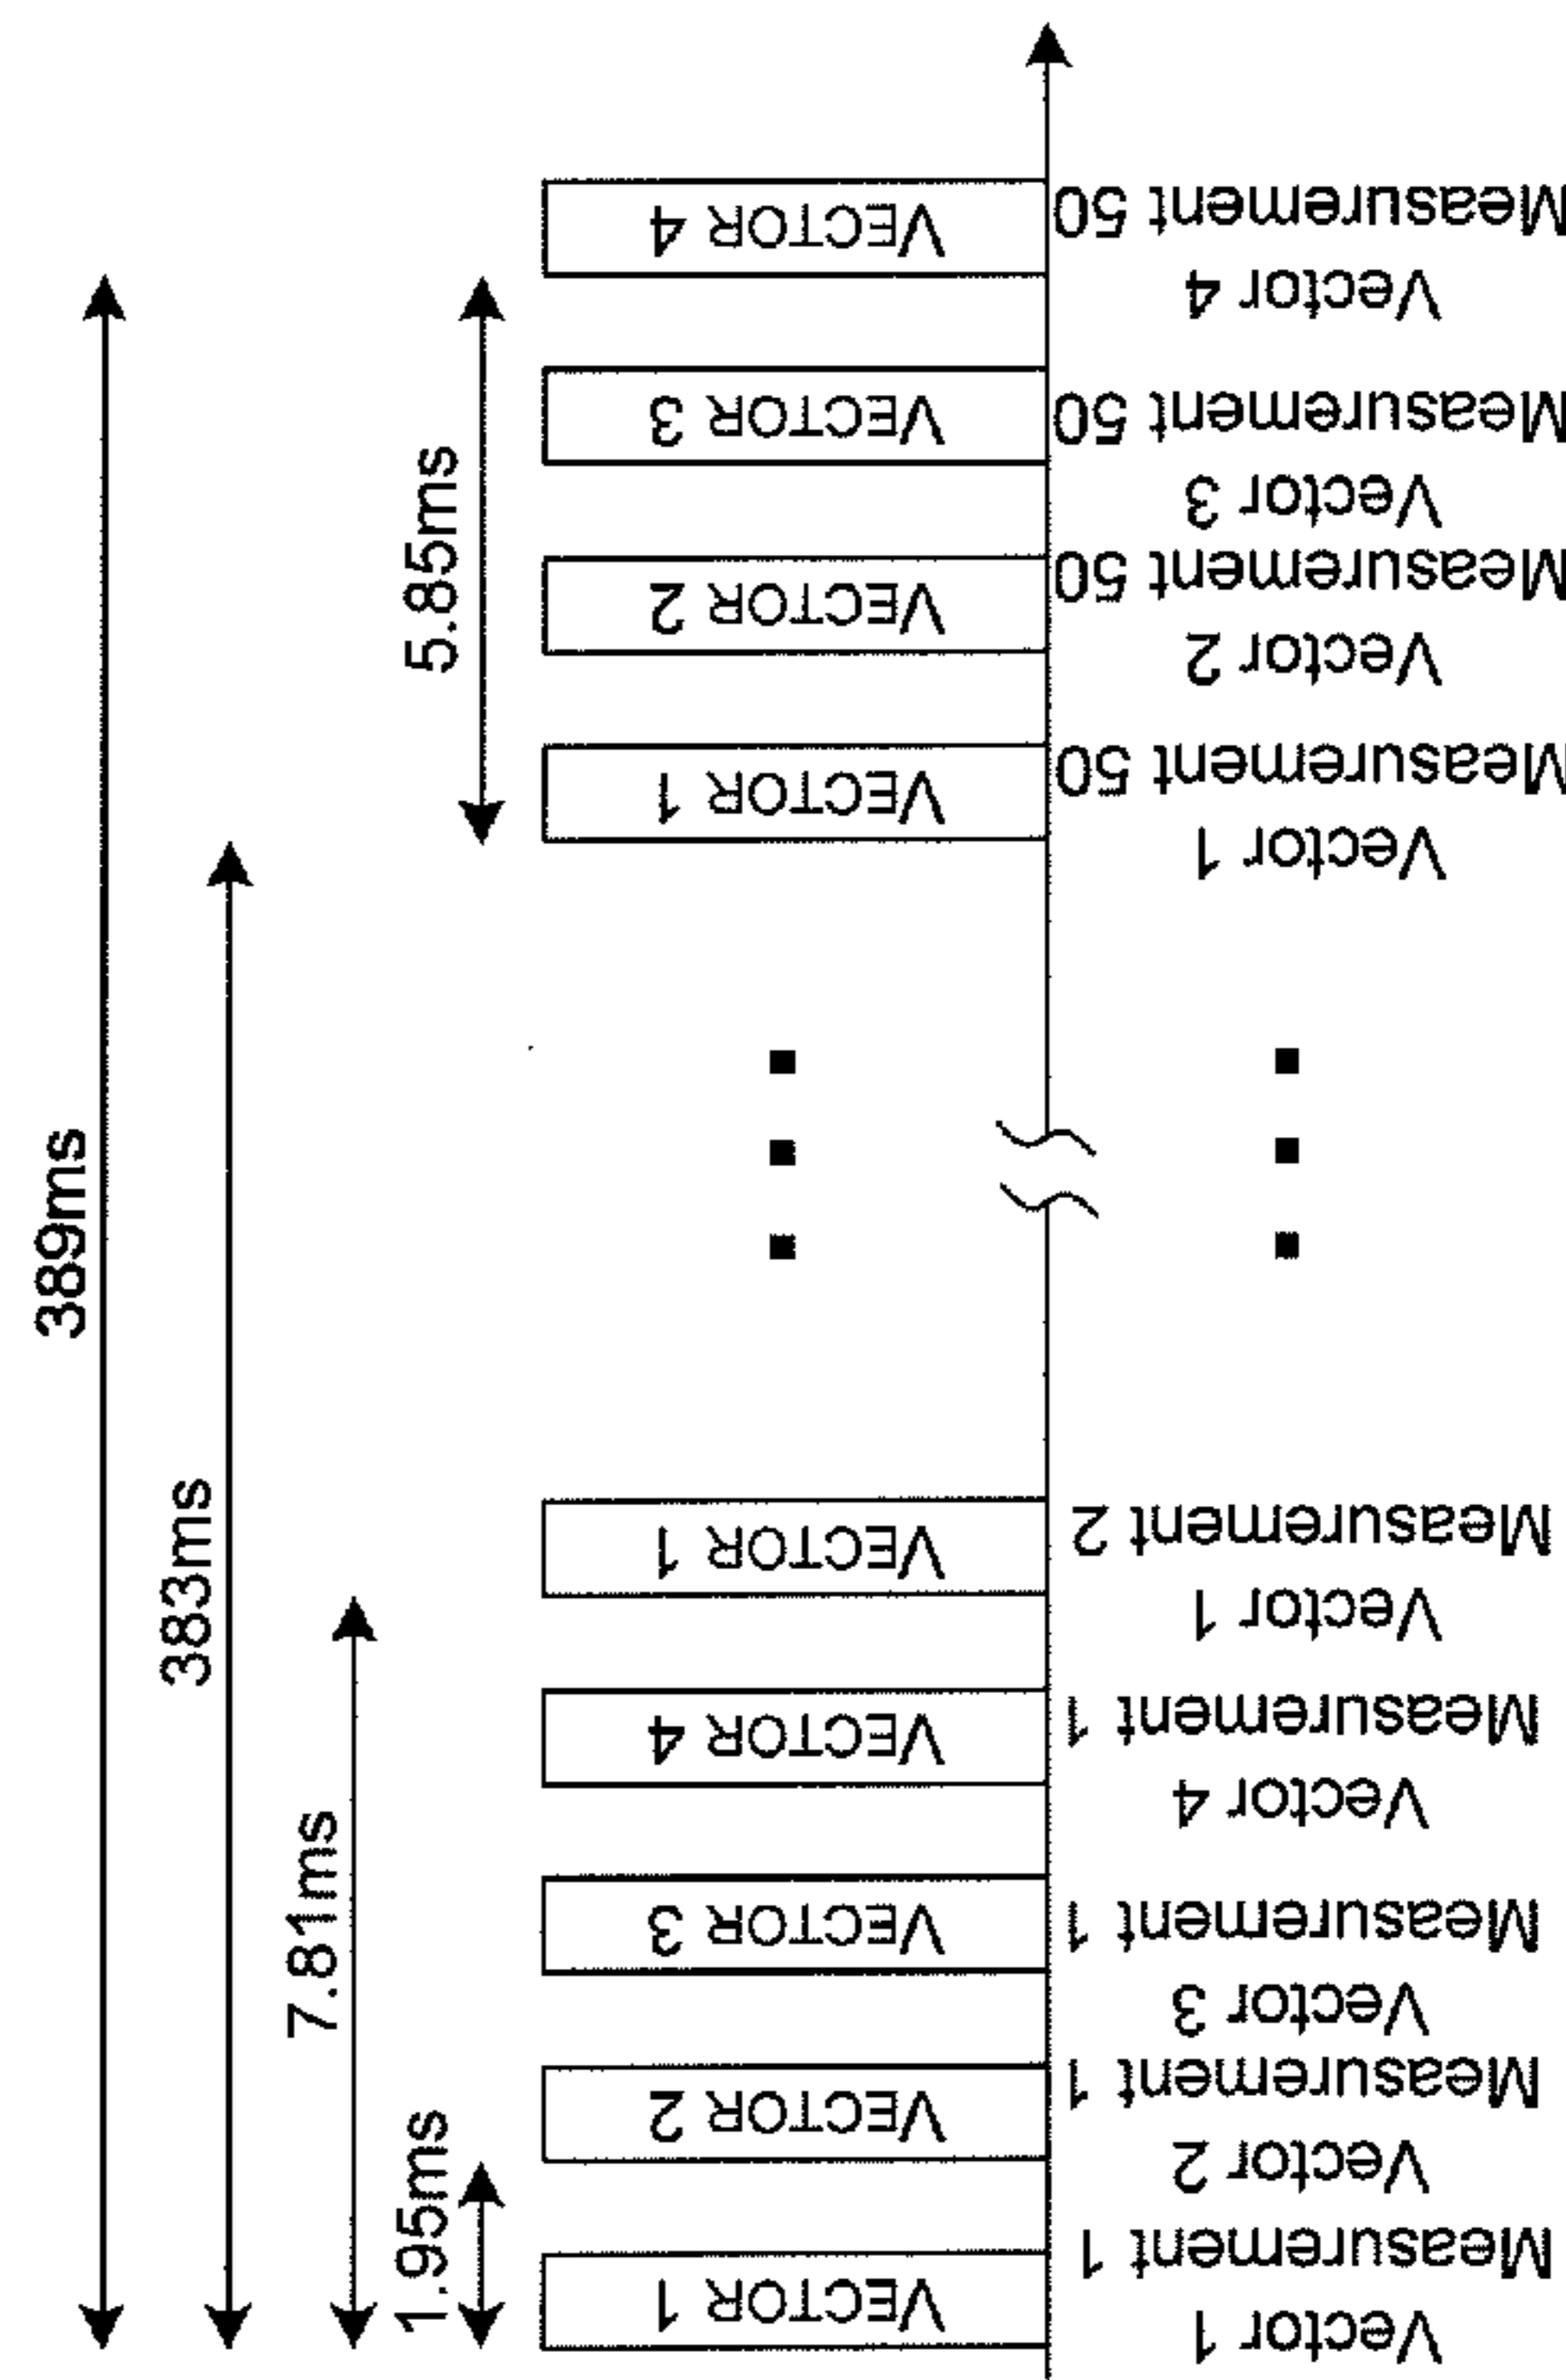 389ms
383ms
7.81ms
1.95ms
5.85ms
VECTOR 1
VECTOR 2
VECTOR 3
VECTOR 4
VECTOR 1
VECTOR 1
VECTOR 2
VECTOR 3
VECTOR 4
Vector 1
Measurement 1
Vector 2
Measurement 1
Vector 3
Measurement 1
Vector 4
Measurement 1
Vector 1
Measurement 2
Vector 1
Measurement 50
Vector 2
Measurement 50
Vector 3
Measurement 50
Vector 4
Measurement 50